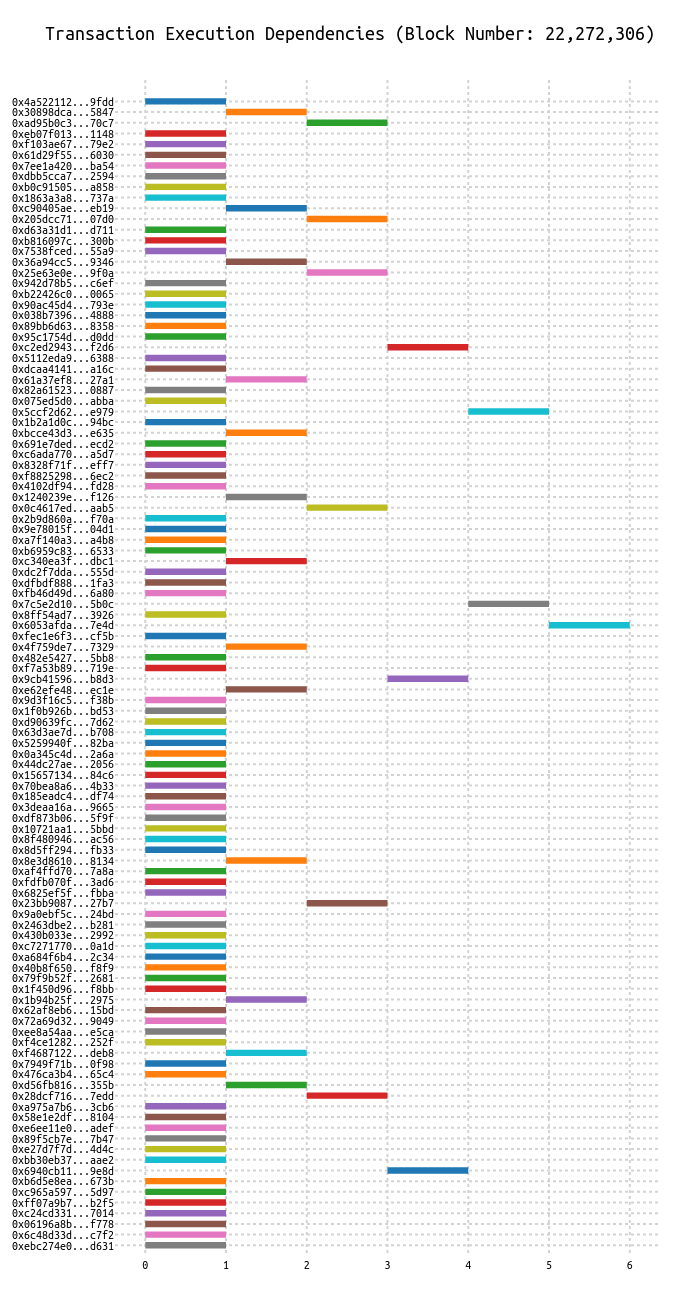 Transaction Execution Dependencies (Block Number: 22,272,306)
0x4a522112...9fdd
0x30898dca...5847
0xad95b0c3...70c7
0xeb07f013...1148
0xf103ae67...79e2
0x61d29f55...6030
0x7ee1a420...ba54
0xdbb5cca7...2594
0xb0c91505...a858
0x1863a3a8...737a
0xc90405ae...eb19
0x205dcc71...07d0
0xd63a31d1...d711
0xb816097c...300b
0x7538fced...55a9
0x36a94cc5...9346
0x25e63e0e...9f0a
0x942d78b5...c6ef
0xb22426c0...0065
0x90ac45d4...793e
0x038b7396...4888
0x89bb6d63...8358
0x95c1754d...d0dd
0xc2ed2943...f2d6
0x5112eda9...6388
0xdcaa4141...a16c
0x61a37ef8...27a1
0x82a61523...0887
0x075ed5d0...abba
0x5ccf2d62...e979
0x1b2a1d0c...94bc
0xbcce43d3...e635
0x691e7ded...ecd2
0xc6ada770...a5d7
0x8328f71f...eff7
0xf8825298...6ec2
0x4102df94...fd28
0x1240239e...f126
0x0c4617ed...aab5
0x2b9d860a...f70a
0x9e78015f...04d1
0xa7f140a3...a4b8
0xb6959c83...6533
0xc340ea3f...dbc1
0xdc2f7dda...555d
0xdfbdf888...1fa3
0xfb46d49d...6a80
0x7c5e2d10...5b0c
0x8ff54ad7...3926
0x6053afda...7e4d
0xfec1e6f3...cf5b
0x4f759de7...7329
0x482e5427...5bb8
0xf7a53b89...719e
0x9cb41596...b8d3
0xe62efe48...ec1e
0x9d3f16c5...f38b
0x1f0b926b...bd53
0xd90639fc...7d62
0x63d3ae7d...b708
0x5259940f...82ba
0x0a345c4d...2a6a
0x44dc27ae...2056
0x15657134...84c6
0x70bea8a6...4b33
0x185eadc4...df74
0x3deaa16a...9665
0xdf873b06...5f9f
0x10721aa1...5bbd
0x8f480946...ac56
0x8d5ff294...fb33
0x8e3d8610...8134
0xaf4ffd70...7a8a
0xfdfb070f...3ad6
0x6825ef5f...fbba
0x23bb9087...27b7
0x9a0ebf5c...24bd
0x2463dbe2...b281
0x430b033e...2992
0xc7271770...0a1d
0xa684f6b4...2c34
0x40b8f650...f8f9
0x79f9b52f...2681
0x1f450d96...f8bb
0x1b94b25f...2975
0x62af8eb6...15bd
0x72a69d32...9049
0xee8a54aa...e5ca
0xf4ce1282...252f
0xf4687122...deb8
0x7949f71b...0f98
0x476ca3b4...65c4
0xd56fb816...355b
0x28dcf716...7edd
0xa975a7b6...3cb6
0x58e1e2df...8104
0xe6ee11e0...adef
0x89f5cb7e...7b47
0xe27d7f7d...4d4c
0xbb30eb37...aae2
0x6940cb11...9e8d
0xb6d5e8ea...673b
0xc965a597...5d97
0xff07a9b7...b2f5
0xc24cd331...7014
0x06196a8b...f778
0x6c48d33d...c7f2
0xebc274e0...d631
0 1 2 3 4 5 6